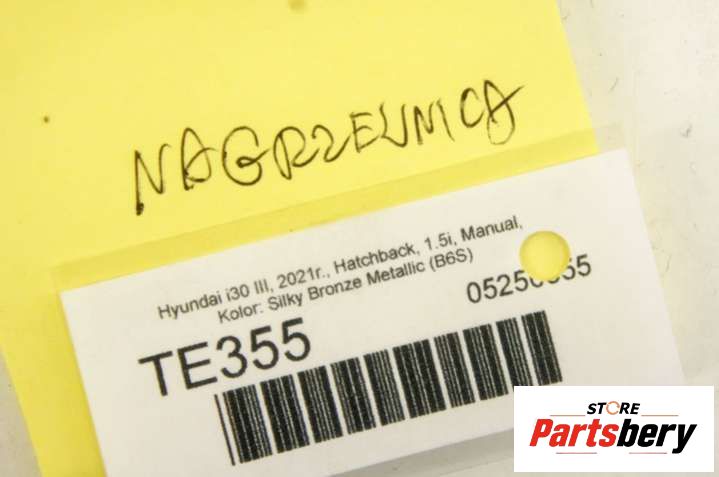 NAGRZEWNICA
Hyundai i30 III, 2021r., Hatchback, 1.5i, Manual,
Kolor: Silky Bronze Metallic (B6S)
TE355
STORE
Partsbery